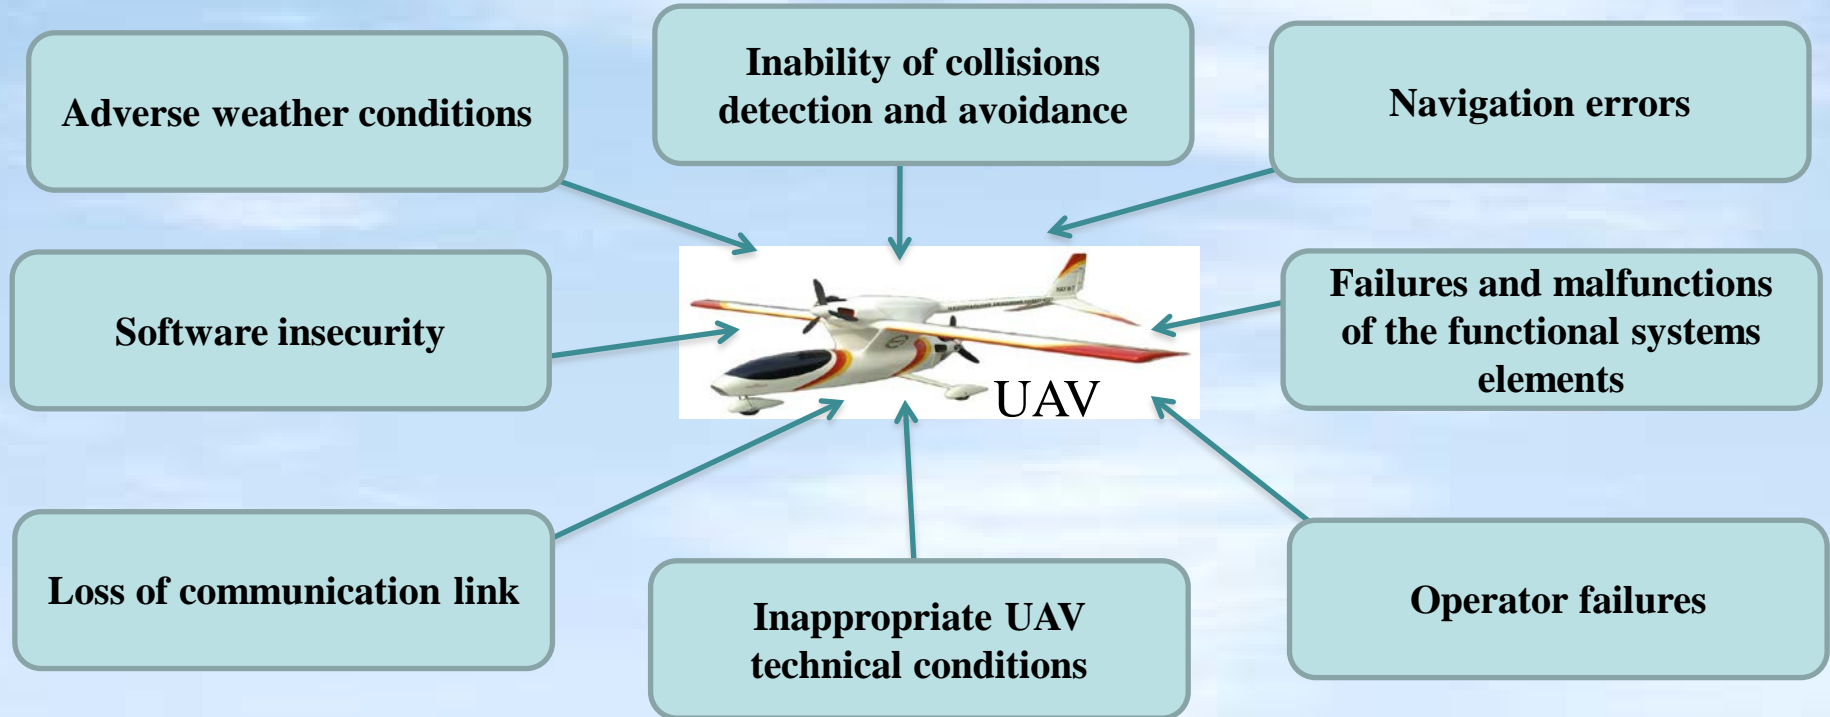 Adverse weather conditions
Inability of collisions
detection and avoidance
Navigation errors
Software insecurity
Failures and malfunctions
of the functional systems
elements
UAV
Loss of communication link
Inappropriate UAV
technical conditions
Operator failures